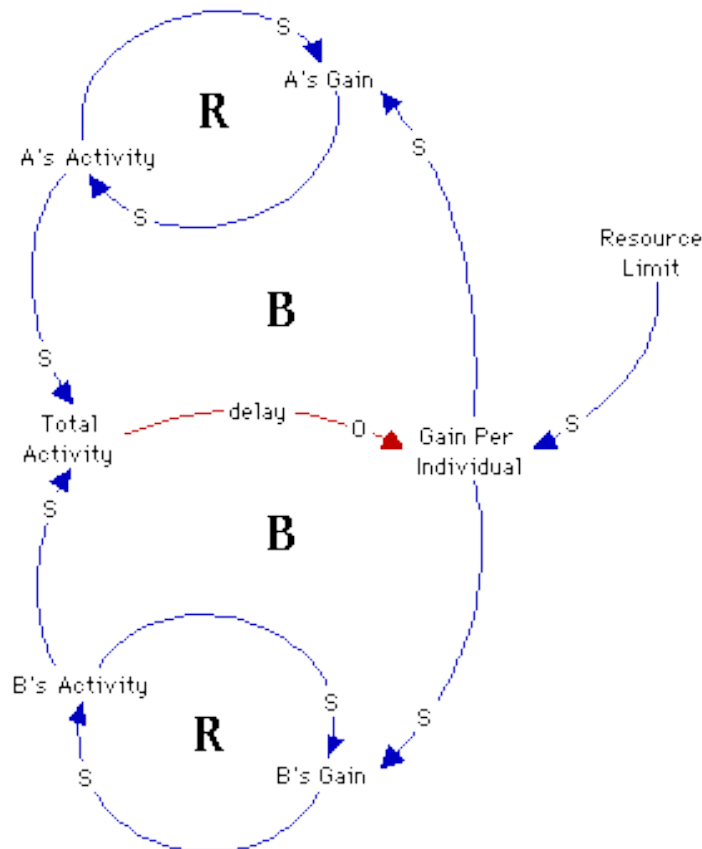 S
A's Gain
R
S
A's Activity
S
Resource
Limit
B
S
delay
Total
Activity
O
Gain Per
Individual
S
S
B
B's Activity
S
S
R
S
B's Gain